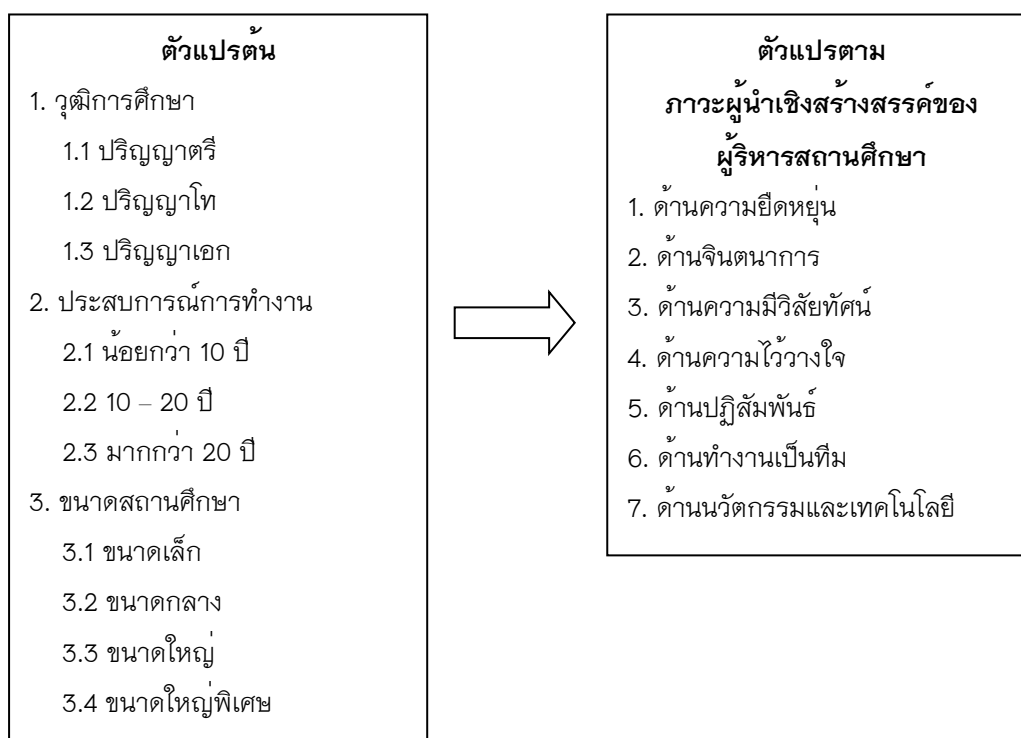 ตัวแปรต้น
1. วุฒิการศึกษา
1.1 ปริญญาตรี
1.2 ปริญญาโท
1.3 ปริญญาเอก
2. ประสบการณ์การทำงาน
2.1 น้อยกว่า 10 ปี
2.2 10 – 20 ปี
2.3 มากกว่า 20 ปี
3. ขนาดสถานศึกษา
3.1 ขนาดเล็ก
3.2 ขนาดกลาง
3.3 ขนาดใหญ่
3.4 ขนาดใหญ่พิเศษ
ตัวแปรตาม
ภาวะผู้นำเชิงสร้างสรรค์ของ
ผู้ริหารสถานศึกษา
1. ด้านความยืดหยุ่น
2. ด้านจินตนาการ
3. ด้านความมีวิสัยทัศน์
4. ด้านความไว้วางใจ
5. ด้านปฏิสัมพันธ์
6. ด้านทำงานเป็นทีม
7. ด้านนวัตกรรมและเทคโนโลยี